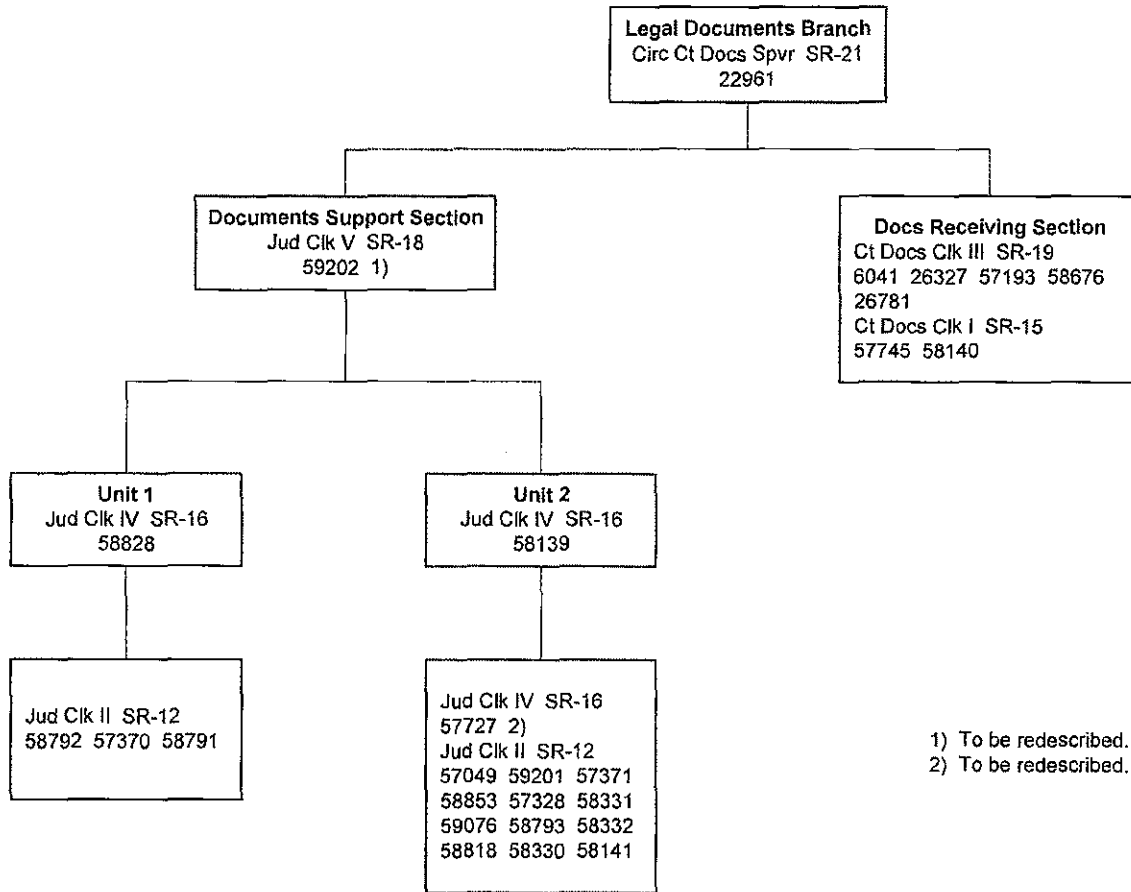 Legal Documents Branch
Circ Ct Docs Spvr SR-21
22961
Documents Support Section
Jud Clk V SR-18
59202 1)
Docs Receiving Section
Ct Docs Clk III SR-19
6041 26327 57193 58676
26781
Ct Docs Clk I SR-15
57745 58140
Unit 1
Jud Clk IV SR-16
58828
Unit 2
Jud Clk IV SR-16
58139
Jud Clk II SR-12
58792 57370 58791
Jud Clk IV SR-16
57727 2)
Jud Clk II SR-12
57049 59201 57371
58853 57328 58331
59076 58793 58332
58818 58330 58141
1) To be redescribed.
2) To be redescribed.